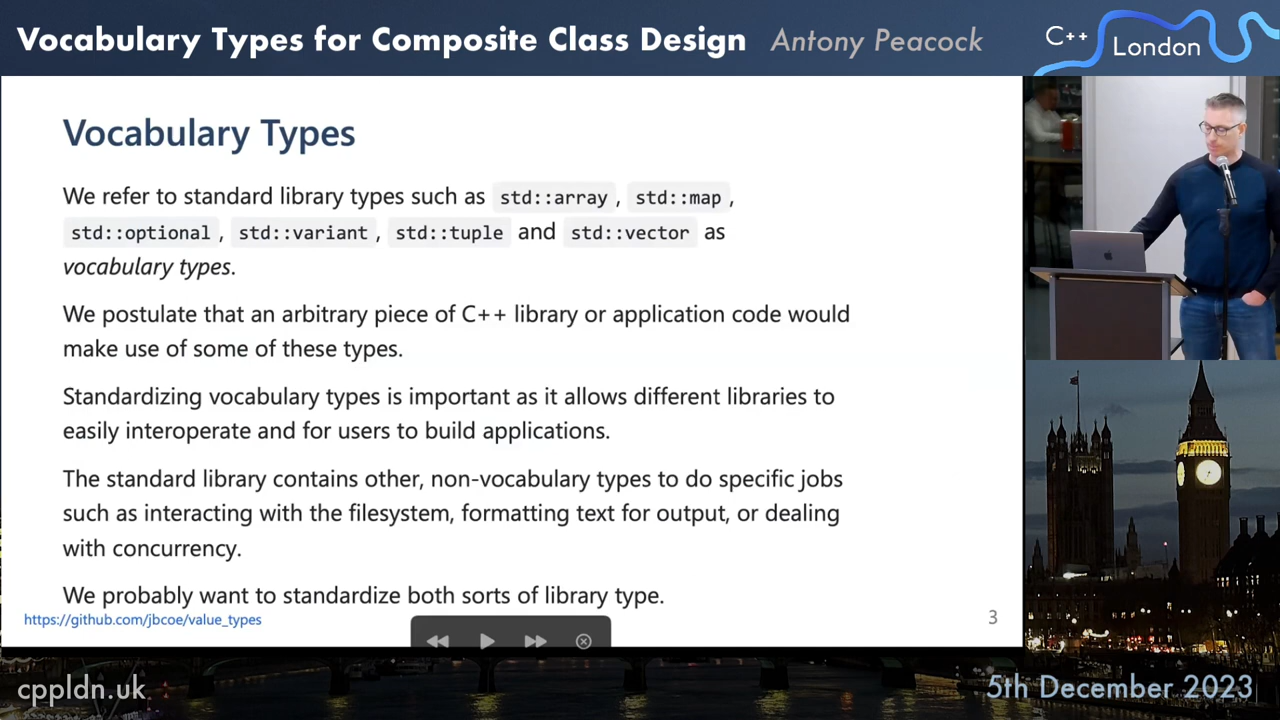 Vocabulary Types for Composite Class Design Antony Peacock
C++
London
Vocabulary Types
We refer to standard library types such as std::array , std::map ,
std::optional , std::variant , std::tuple and std::vector as
vocabulary types.
We postulate that an arbitrary piece of C++ library or application code would
make use of some of these types.
Standardizing vocabulary types is important as it allows different libraries to
easily interoperate and for users to build applications.
The standard library contains other, non-vocabulary types to do specific jobs
such as interacting with the filesystem, formatting text for output, or dealing
with concurrency.
We probably want to standardize both sorts of library type.
https://github.com/jbcoe/value_types
3
cppldn.uk
5th December 2023